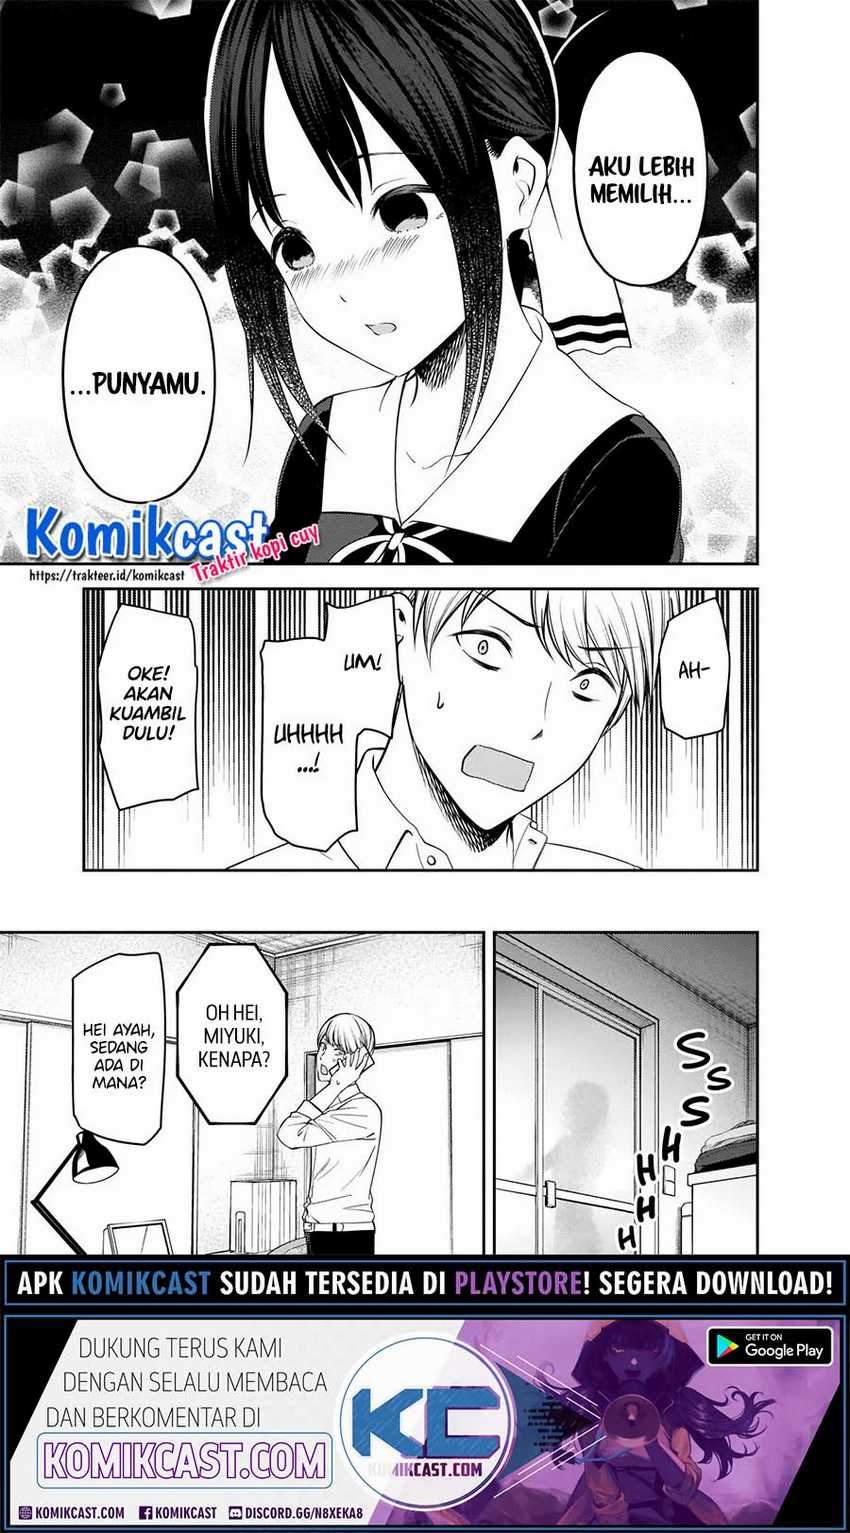 AKU LEBIH
MEMILIH...
...PUNYAMU.
Komikcast
Traktir kopi cuy
https://trakteer.id/komikcast
AH-
UM!
UHHHH
....!
OKE!
AKAN
KUAMBIL
DULU!
SSSHHHH
OH HEI,
MIYUKI,
KENAPA?
HEI AYAH,
SEDANG
ADA DI
MANA?
APK KOMIKCAST SUDAH TERSEDIA DI PLAYSTORE! SEGERA DOWNLOAD!
DUKUNG TERUS KAMI
DENGAN SELALU MEMBACA
DAN BERKOMENTAR DI
KOMIKCAST.COM
KOMIKCAST.COM
KOMIKCAST
DISCORD.GG/N8XEKA8
KC
KOMIKCAST.COM
GET IT ON
Google Play